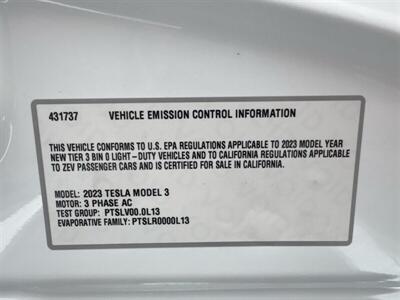 431737 VEHICLE EMISSION CONTROL INFORMATION
THIS VEHICLE CONFORMS TO U.S. EPA REGULATIONS APPLICABLE TO 2023 MODEL YEAR
NEW TIER 3 BIN 0 LIGHT-DUTY VEHICLES AND TO CALIFORNIA REGULATIONS APPLICABLE
TO ZEV PASSENGER CARS AND IS CERTIFIED FOR SALE IN CALIFORNIA.
MODEL: 2023 TESLA MODEL 3
MOTOR: 3 PHASE AC
TEST GROUP: PTSLV00.0L13
EVAPORATIVE FAMILY: PTSLR0000L13